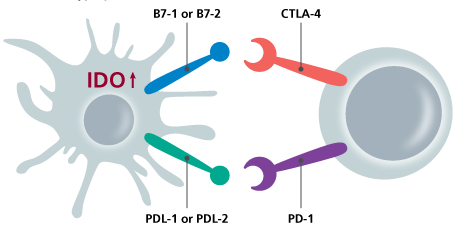 B7-1 or B7-2
CTLA-4
IDO↑
PDL-1 or PDL-2
PD-1